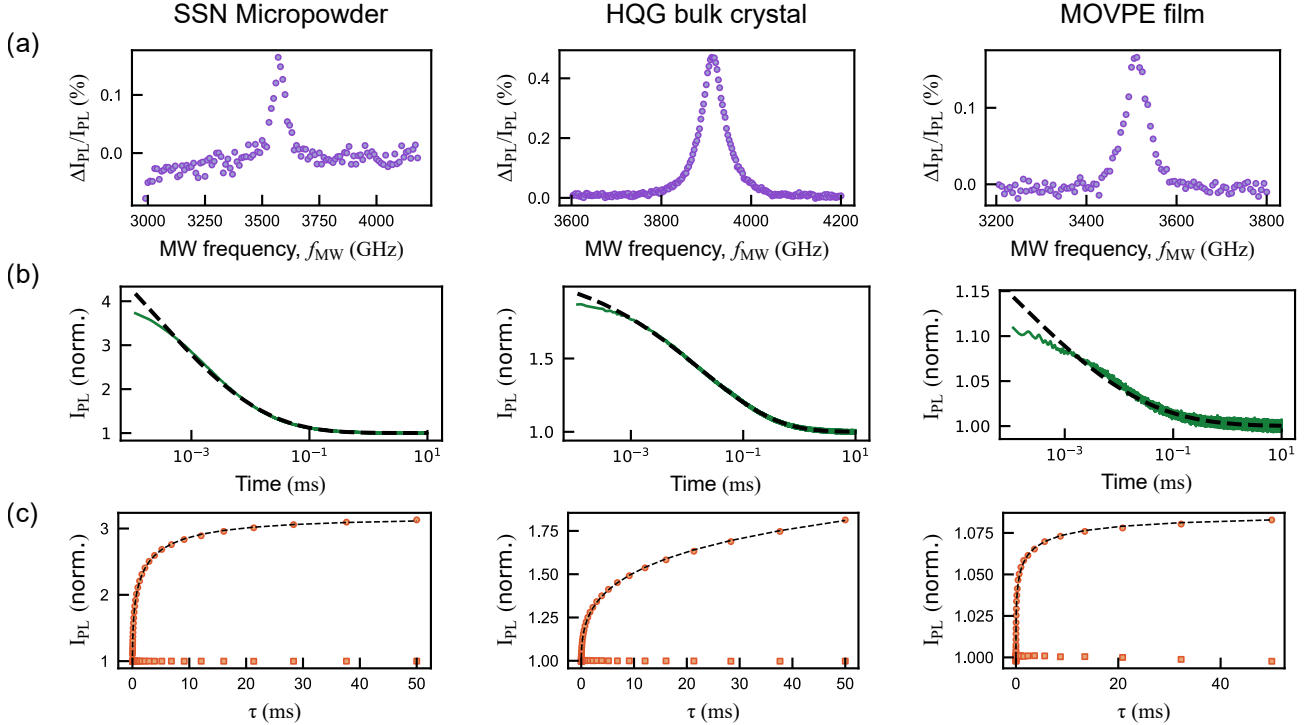 SSN Micropowder
HQG bulk crystal
MOVPE film
(a)
ΔI_PL/I_PL (%)
0.1
0.0
3000 3250 3500 3750 4000
MW frequency, f_MW (GHz)
ΔI_PL/I_PL (%)
0.4
0.2
0.0
3600 3800 4000 4200
MW frequency, f_MW (GHz)
ΔI_PL/I_PL (%)
0.1
0.0
3200 3400 3600 3800
MW frequency, f_MW (GHz)
(b)
I_PL (norm.)
4
3
2
1
10⁻³ 10⁻¹ 10¹
Time (ms)
I_PL (norm.)
1.5
1.0
10⁻³ 10⁻¹ 10¹
Time (ms)
I_PL (norm.)
1.15
1.10
1.05
1.00
10⁻³ 10⁻¹ 10¹
Time (ms)
(c)
I_PL (norm.)
3
2
1
0 10 20 30 40 50
τ (ms)
I_PL (norm.)
1.75
1.50
1.25
1.00
0 10 20 30 40 50
τ (ms)
I_PL (norm.)
1.075
1.050
1.025
1.000
0 20 40
τ (ms)